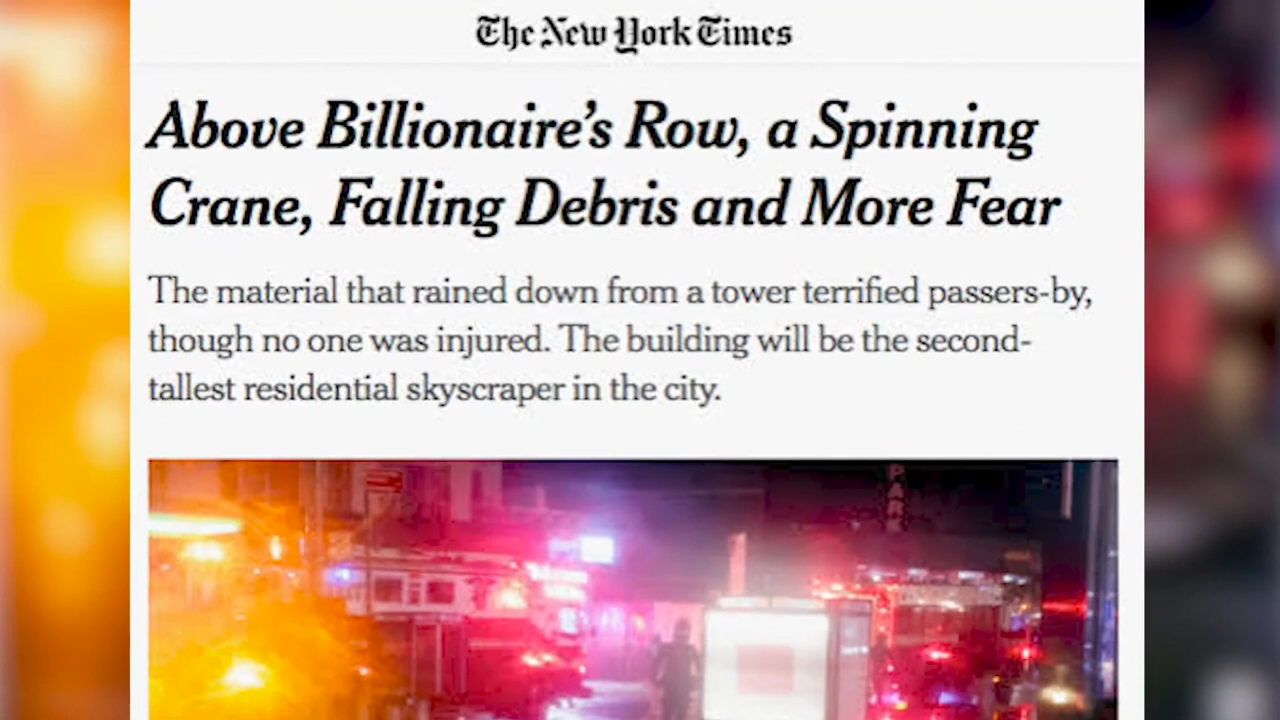 The New York Times
Above Billionaire’s Row, a Spinning
Crane, Falling Debris and More Fear
The material that rained down from a tower terrified passers-by,
though no one was injured. The building will be the second-
tallest residential skyscraper in the city.